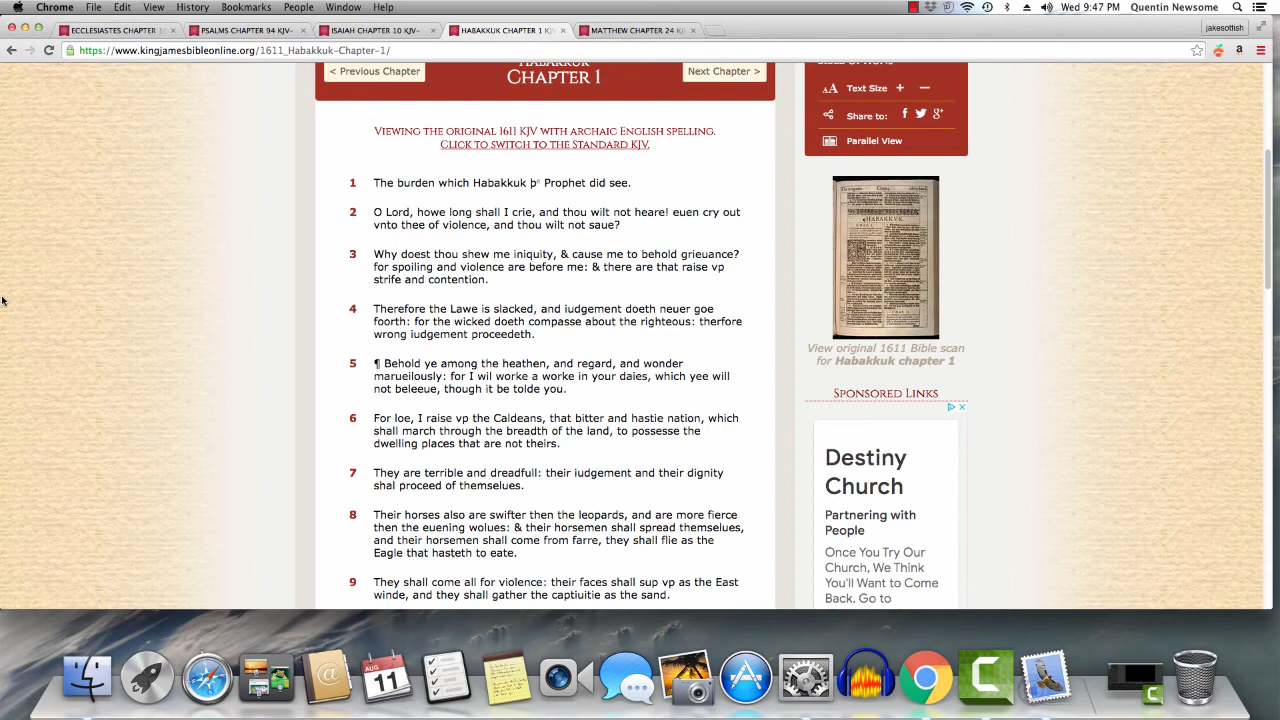 Chrome File Edit View History Bookmarks People Window Help
Wed 9:47 PM Quentin Newsome
ECCLESIASTES CHAPTER 1
PSALMS CHAPTER 94 KJV
ISAIAH CHAPTER 10 KJV
HABAKKUK CHAPTER 1 KJV
MATTHEW CHAPTER 24 KJ
jakesotfish
https://www.kingjamesbibleonline.org/1611_Habakkuk-Chapter-1/
HABAKKUK
< Previous Chapter
CHAPTER 1
Next Chapter >
VIEWING THE ORIGINAL 1611 KJV WITH ARCHAIC ENGLISH SPELLING.
CLICK TO SWITCH TO THE STANDARD KJV.
1 The burden which Habakkuk þᵉ Prophet did see.
2 O Lord, howe long shall I crie, and thou wilt not heare! euen cry out
vnto thee of violence, and thou wilt not saue?
3 Why doest thou shew me iniquity, & cause me to behold grieuance?
for spoiling and violence are before me: & there are that raise vp
strife and contention.
4 Therefore the Lawe is slacked, and iudgement doeth neuer goe
foorth: for the wicked doeth compasse about the righteous: therfore
wrong iudgement proceedeth.
5 ¶ Behold ye among the heathen, and regard, and wonder
marueilously: for I wil worke a worke in your daies, which yee will
not beleeue, though it be tolde you.
6 For loe, I raise vp the Caldeans, that bitter and hastie nation, which
shall march through the breadth of the land, to possesse the
dwelling places that are not theirs.
7 They are terrible and dreadfull: their iudgement and their dignity
shal proceed of themselues.
8 Their horses also are swifter then the leopards, and are more fierce
then the euening wolues: & their horsemen shall spread themselues,
and their horsemen shall come from farre, they shall flie as the
Eagle that hasteth to eate.
9 They shall come all for violence: their faces shall sup vp as the East
winde, and they shall gather the captiuitie as the sand.
BIBLE OPTIONS
AA Text Size + −
Share to:
Parallel View
HABAKKVK
View original 1611 Bible scan
for Habakkuk chapter 1
SPONSORED LINKS
Destiny
Church
Partnering with
People
Once You Try Our
Church, We Think
You'll Want to Come
Back. Go to
AUG
11